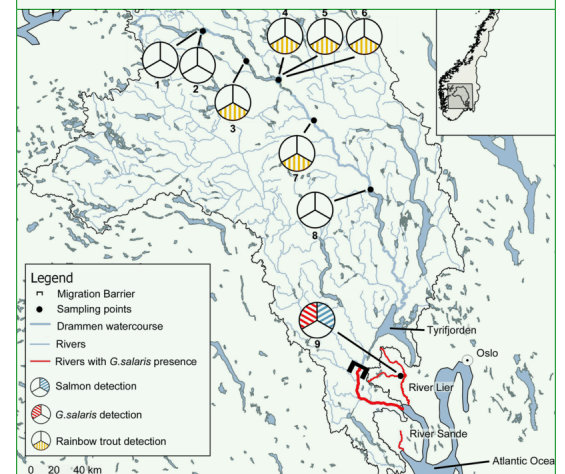 4 5 6
1 2
3
7
8
9
Legend
Migration Barrier
Sampling points
Drammen watercourse
Rivers
Rivers with G.salaris presence
Salmon detection
G.salaris detection
Rainbow trout detection
Tyrifjorden
Oslo
River Lier
River Sande
Atlantic Ocea
0 20 40 km